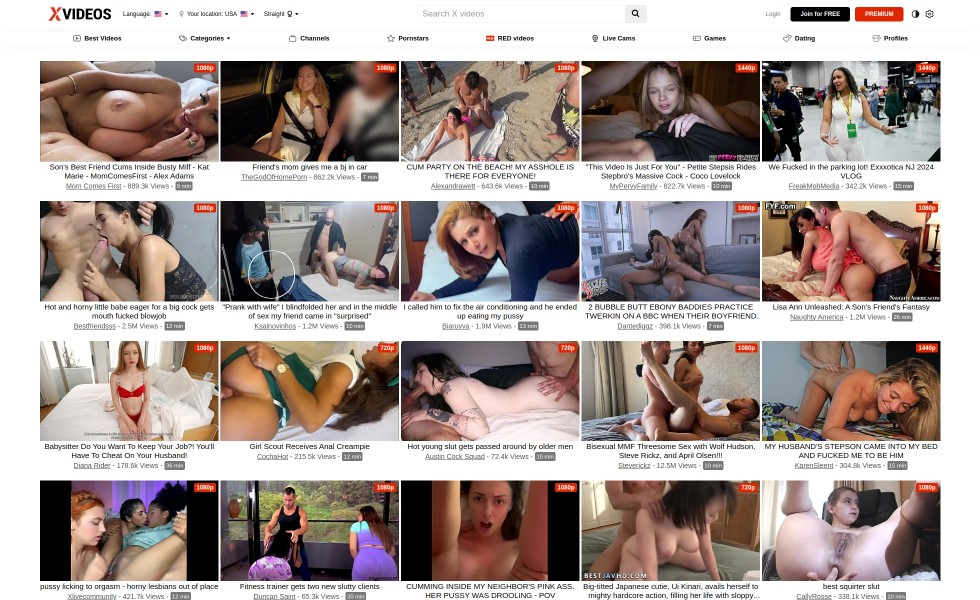 XVIDEOS
Language:
Your location: USA
Straight
Search X videos
Login
Join for FREE
PREMIUM
Best Videos
Categories
Channels
Pornstars
RED videos
Live Cams
Games
Dating
Profiles
1080p
1080p
1080p
1440p
1440p
Son's Best Friend Cums Inside Busty Milf - Kat
Marie - MomComesFirst - Alex Adams
Mom Comes First - 889.3k Views - 9 min
Friend's mom gives me a bj in car
TheGodOfHomePorn - 862.2k Views - 7 min
CUM PARTY ON THE BEACH! MY ASSHOLE IS
THERE FOR EVERYONE!
Alexandrawett - 643.6k Views - 10 min
"This Video Is Just For You" - Petite Stepsis Rides
Stepbro's Massive Cock - Coco Lovelock
MyPervyFamily - 822.7k Views - 10 min
We Fucked in the parking lot! Exxxotica NJ 2024
VLOG
FreakMobMedia - 342.2k Views - 15 min
1080p
1080p
1080p
1080p
FYF.com
1080p
NAUGHTY AMERICA.COM
Hot and horny little babe eager for a big cock gets
mouth fucked blowjob
Bestfriendsss - 2.5M Views - 12 min
"Prank with wife" I blindfolded her and in the middle
of sex my friend came in "surprised"
Ksalnovinhos - 1.2M Views - 10 min
I called him to fix the air conditioning and he ended
up eating my pussy
Biaruyya - 1.9M Views - 13 min
2 BUBBLE BUTT EBONY BADDIES PRACTICE
TWERKIN ON A BBC WHEN THEIR BOYFRIEND..
Dantediggz - 398.1k Views - 7 min
Lisa Ann Unleashed: A Son's Friend's Fantasy
Naughty America - 1.2M Views - 26 min
1080p
720p
720p
1080p
1440p
Babysitter Do You Want To Keep Your Job?! You'll
Have To Cheat On Your Husband!
Diana Rider - 178.6k Views - 36 min
Girl Scout Receives Anal Creampie
CochaHot - 215.5k Views - 12 min
Hot young slut gets passed around by older men
Austin Cock Squad - 72.4k Views - 10 min
Bisexual MMF Threesome Sex with Wolf Hudson,
Steve Rickz, and April Olsen!!!
Steverickz - 12.5M Views - 10 min
MY HUSBAND'S STEPSON CAME INTO MY BED
AND FUCKED ME TO BE HIM
KarenSleent - 304.8k Views - 15 min
1080p
1080p
1080p
720p
BESTJAVHD.COM
1080p
pussy licking to orgasm - horny lesbians out of place
Xlivecommunity - 421.7k Views - 12 min
Fitness trainer gets two new slutty clients
Duncan Saint - 65.3k Views - 30 min
CUMMING INSIDE MY NEIGHBOR'S PINK ASS.
HER PUSSY WAS DROOLING - POV
Big-titted Japanese cutie, Ui Kinari, avails herself to
mighty hardcore action, filling her life with sloppy...
best squirter slut
CallyRosse - 338.1k Views - 10 min